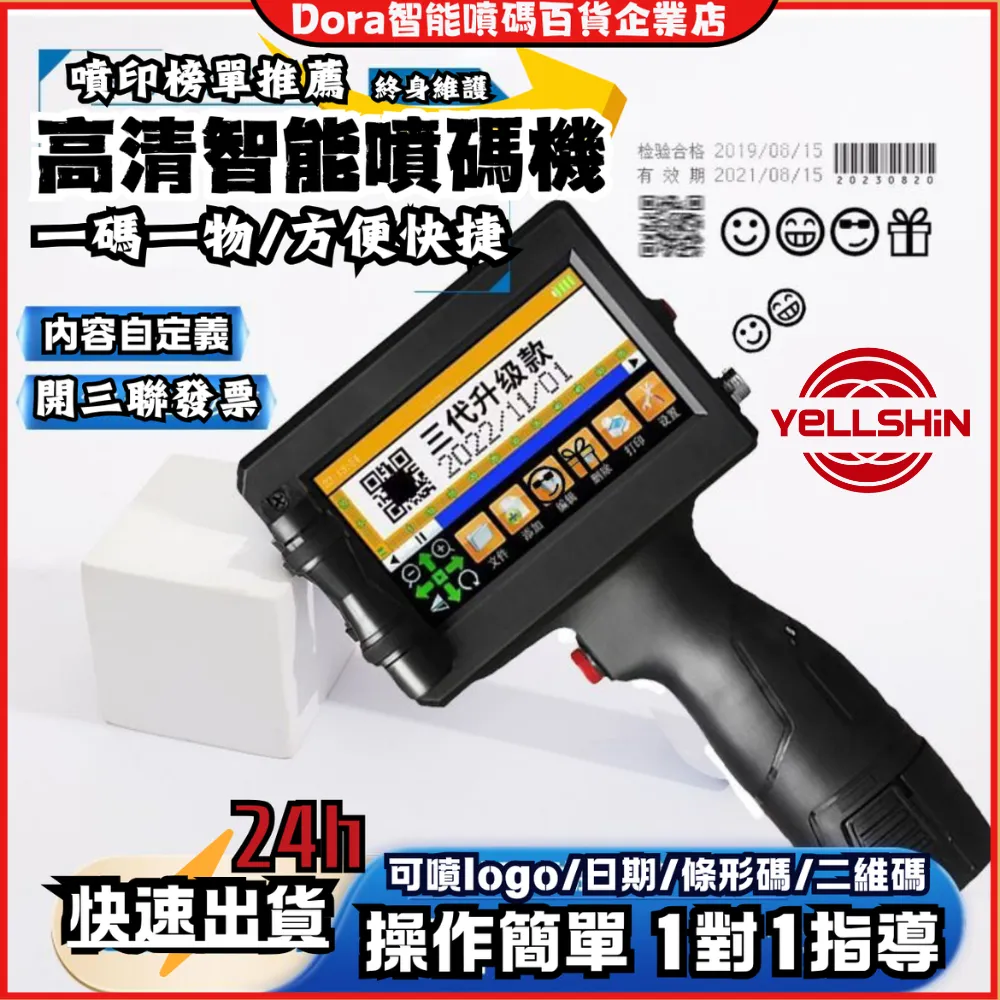 Dora智能噴碼百貨企業店
噴印榜單推薦 終身維護
高清智能噴碼機
一碼一物/方便快捷
內容自定義
開三聯發票
检验合格 2019/08/15
有效期 2021/08/15
20230820
YELLSHiN
三代升级款
2022/11/01
文件 添加 编辑 删除 打印 设置
24h
快速出貨
可噴logo/日期/條形碼/二維碼
操作簡單 1對1指導